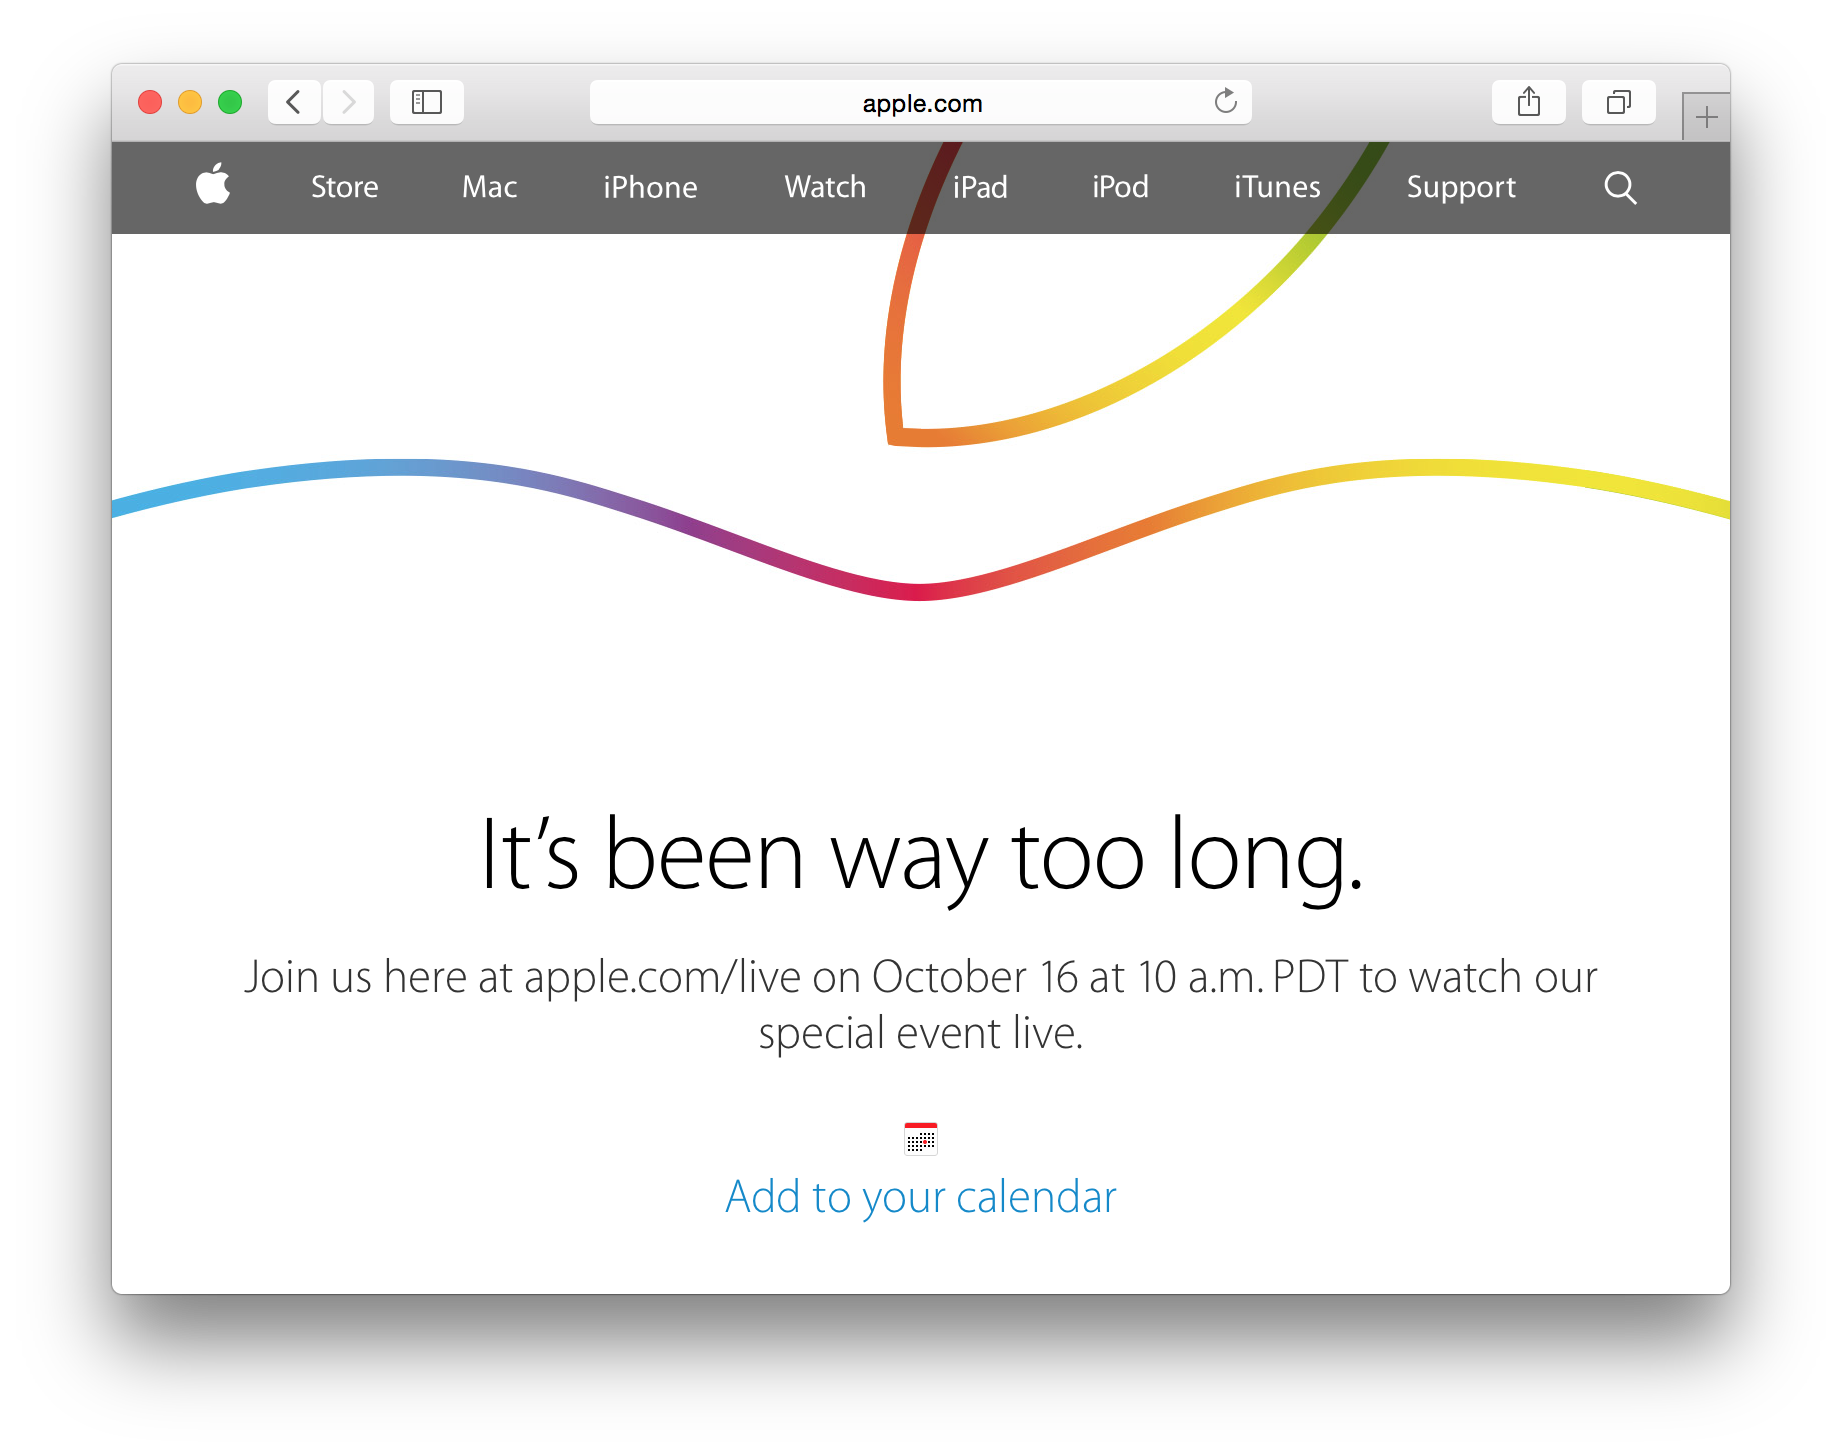 apple.com
Store Mac iPhone Watch iPad iPod iTunes Support
It’s been way too long.
Join us here at apple.com/live on October 16 at 10 a.m. PDT to watch our
special event live.
Add to your calendar